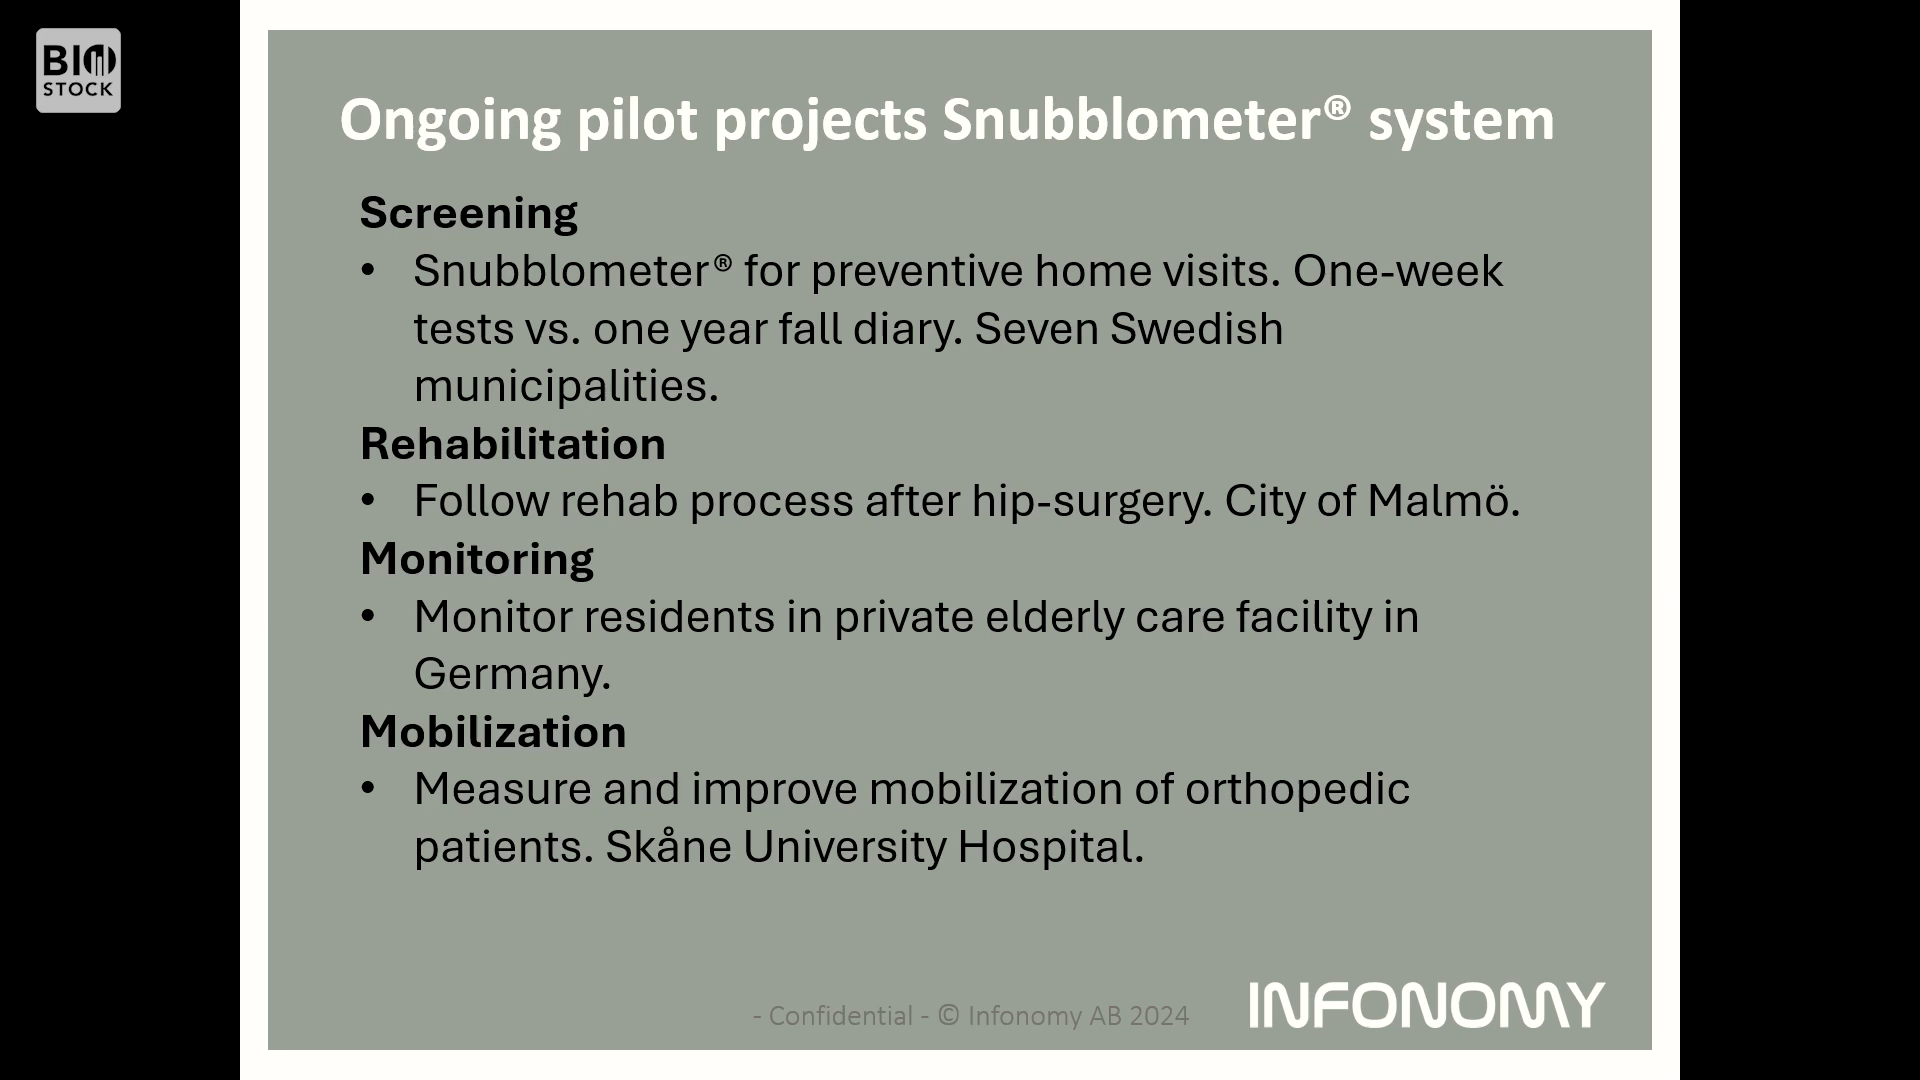 BIO
STOCK
Ongoing pilot projects Snubblometer® system
Screening
• Snubblometer® for preventive home visits. One-week
tests vs. one year fall diary. Seven Swedish
municipalities.
Rehabilitation
• Follow rehab process after hip-surgery. City of Malmö.
Monitoring
• Monitor residents in private elderly care facility in
Germany.
Mobilization
• Measure and improve mobilization of orthopedic
patients. Skåne University Hospital.
- Confidential - © Infonomy AB 2024
INFONOMY